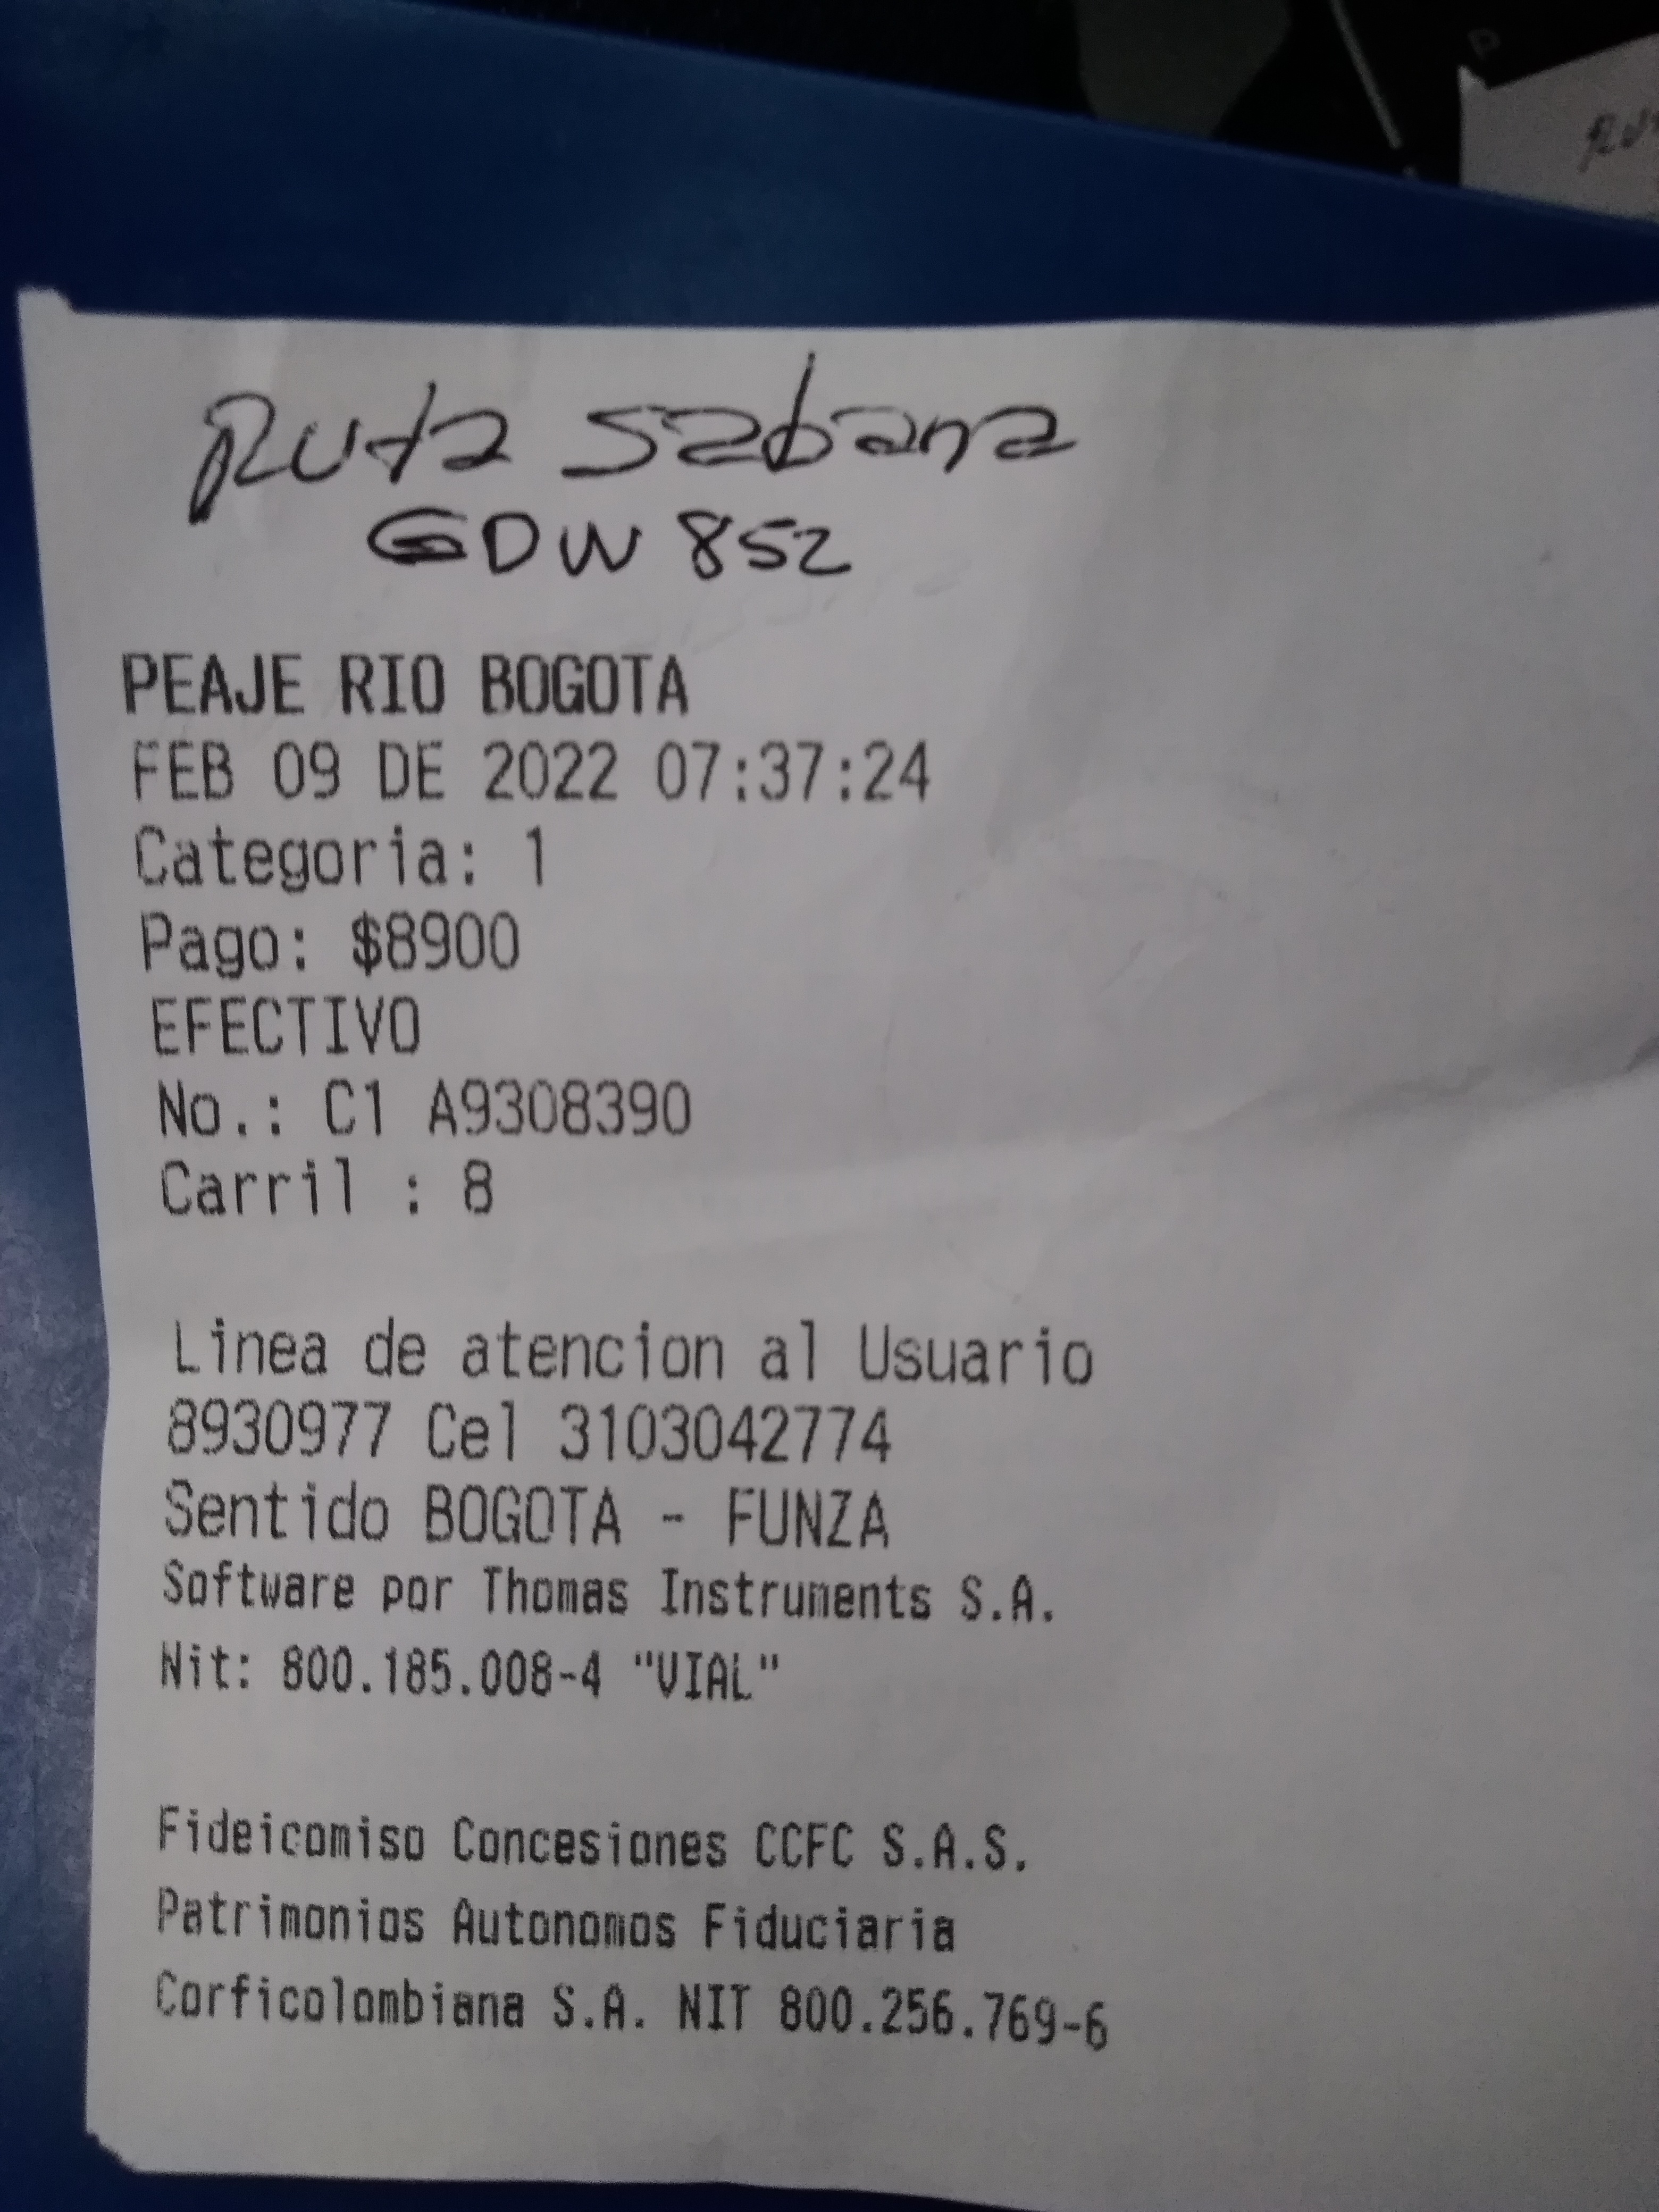 Ruta Sabana
GDW 852
PEAJE RIO BOGOTA
FEB 09 DE 2022 07:37:24
Categoria: 1
Pago: $8900
EFECTIVO
No.: C1 A9308390
Carril : 8
Linea de atencion al Usuario
8930977 Cel 3103042774
Sentido BOGOTA - FUNZA
Software por Thomas Instruments S.A.
Nit: 800.185.008-4 "VIAL"
Fideicomiso Concesiones CCFC S.A.S.
Patrimonios Autonomos Fiduciaria
Corficolombiana S.A. NIT 800.256.769-6